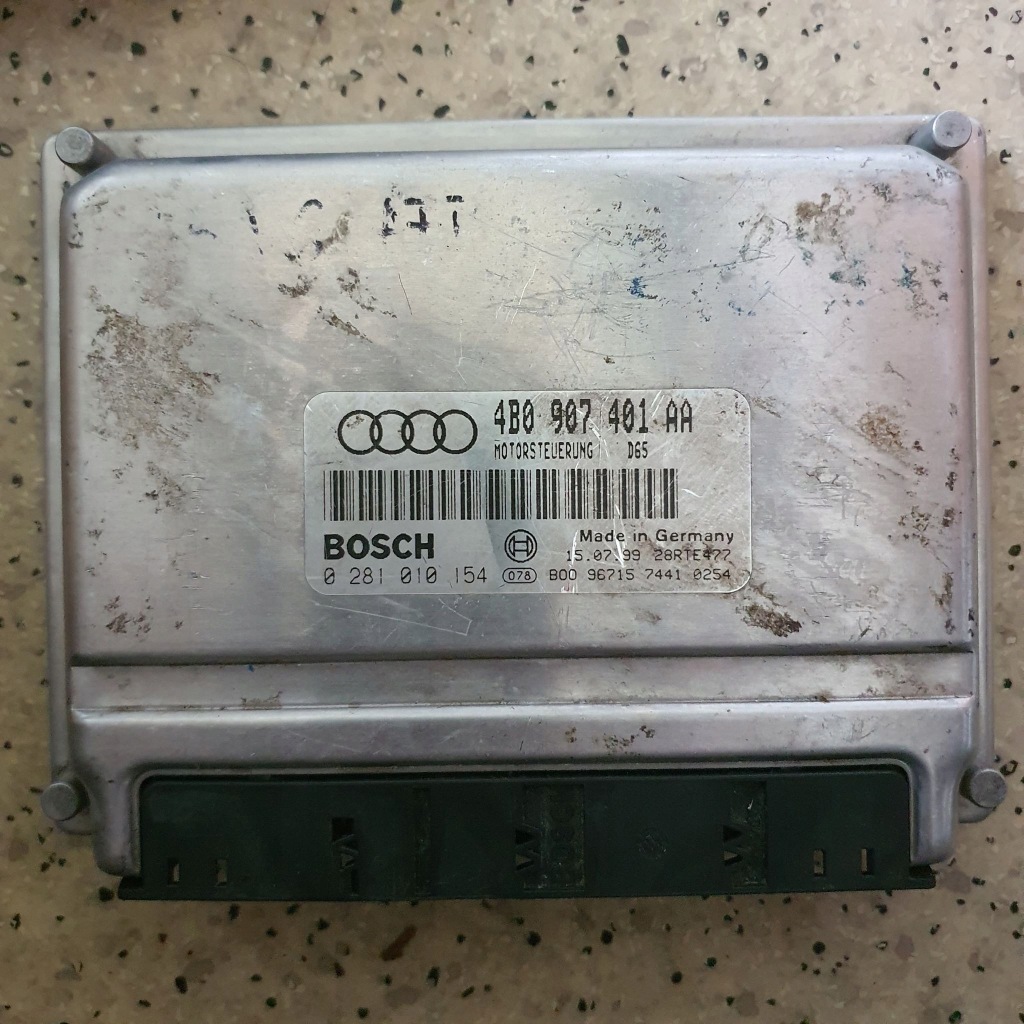 4B0 907 401 AA
MOTORSTEUERUNG D65
BOSCH
Made in Germany
15.07.99 28RTE477
0 281 010 154 078 B00 96715 7441 0254